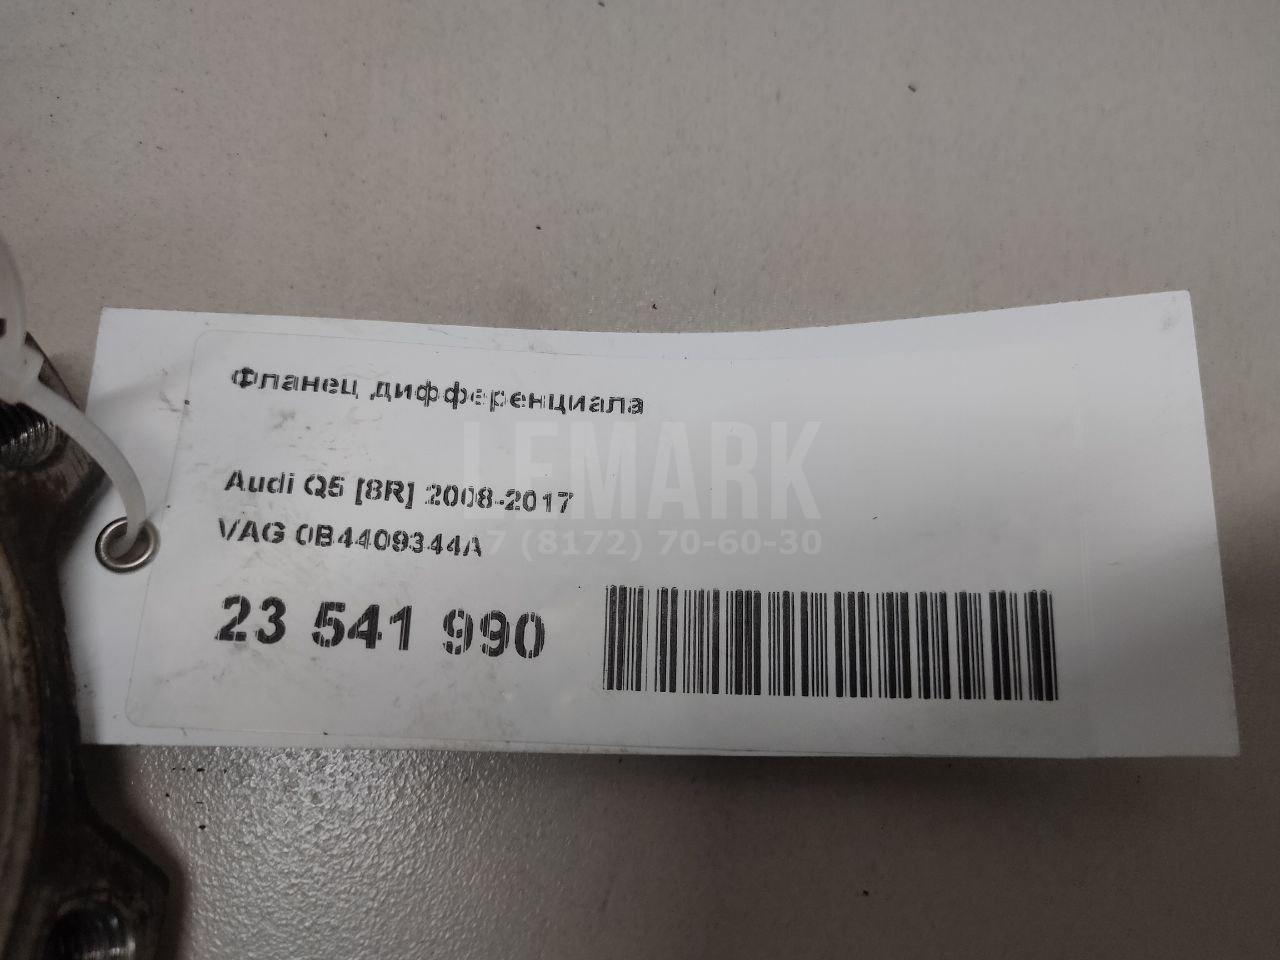 Фланец дифференциала
LEMARK
Audi Q5 [8R] 2008-2017
VAG 0B4409344A
+7 (8172) 70-60-30
23 541 990